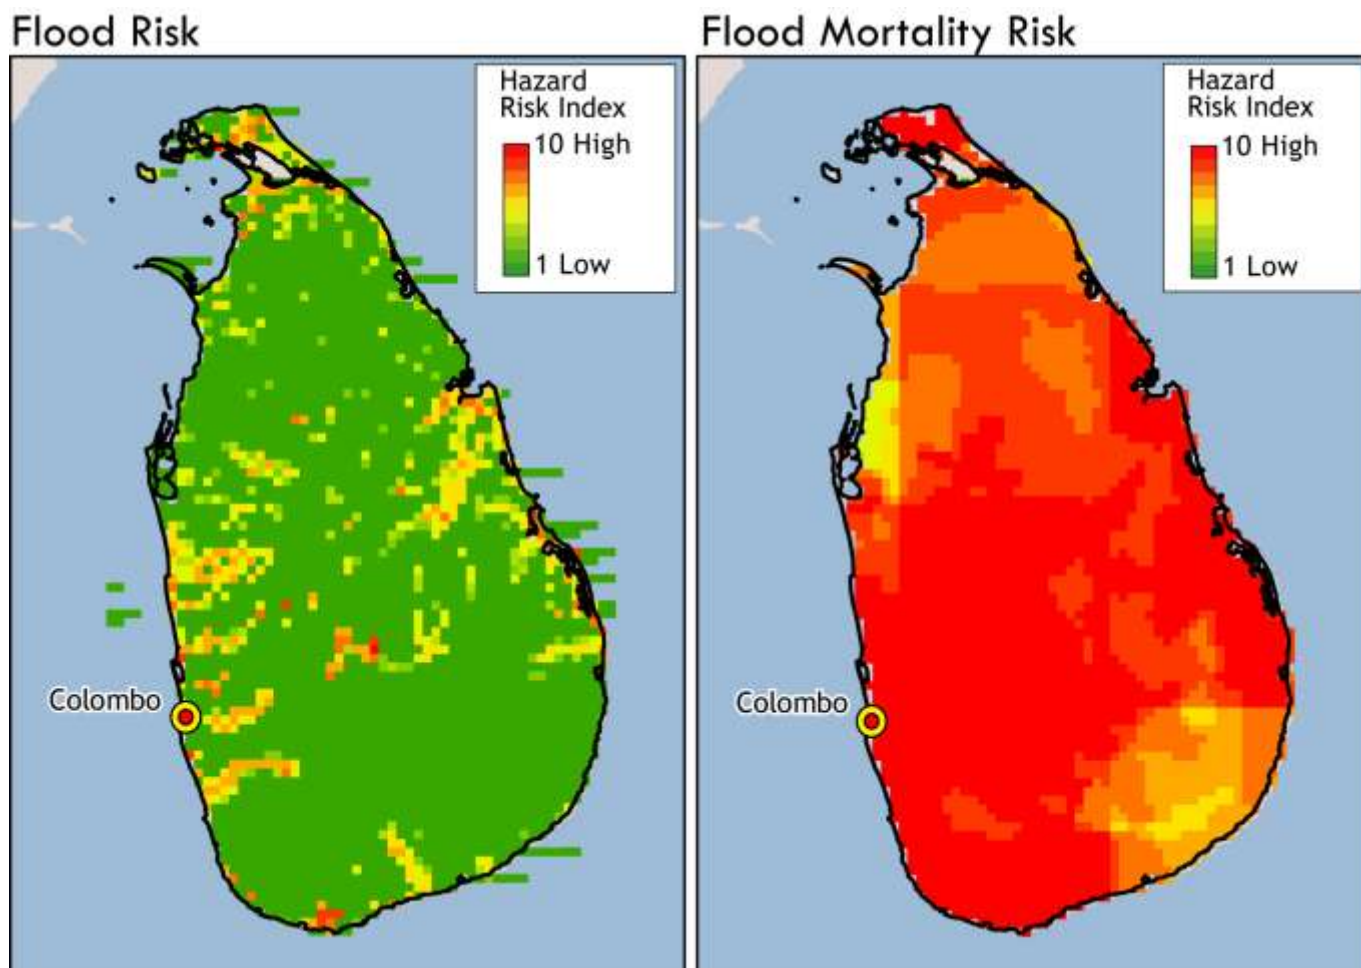 Flood Risk
Hazard
Risk Index
10 High
1 Low
Colombo
Flood Mortality Risk
Hazard
Risk Index
10 High
1 Low
Colombo